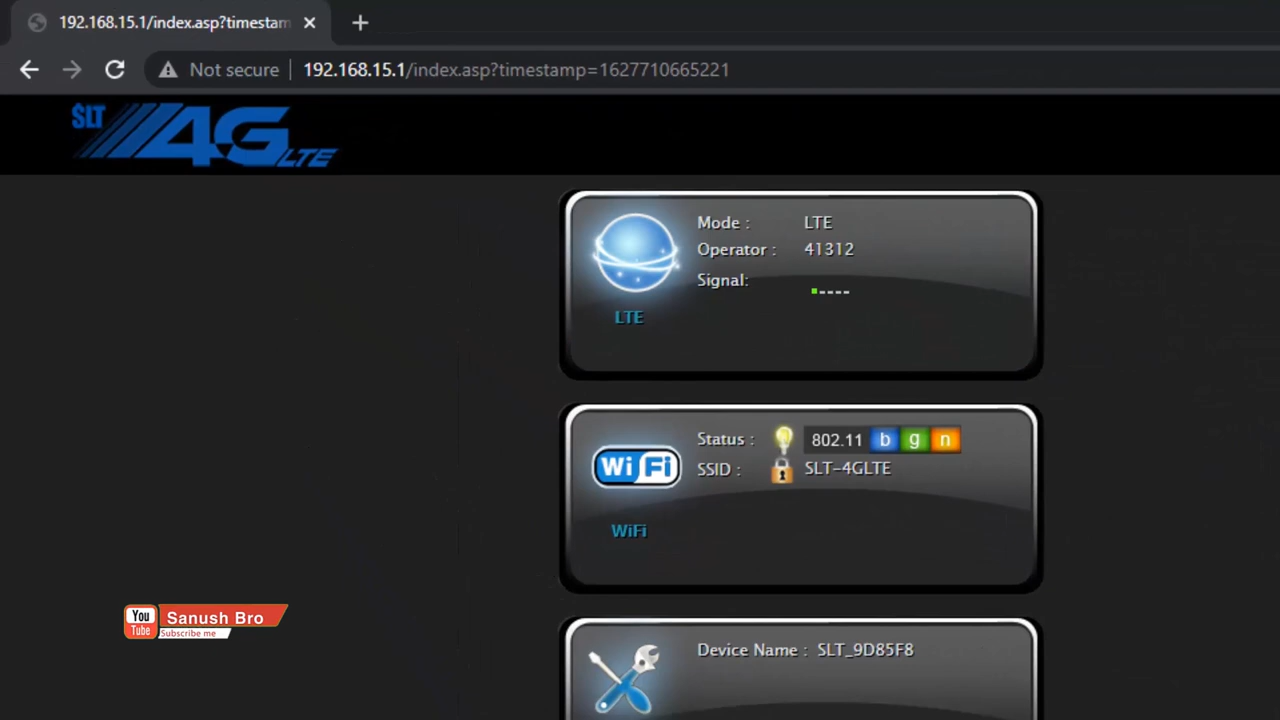 192.168.15.1/index.asp?timestam
Not secure
192.168.15.1/index.asp?timestamp=1627710665221
SLT 4G LTE
Mode : LTE
Operator : 41312
Signal:
LTE
Status : 802.11 b g n
WiFi
SSID : SLT-4GLTE
WiFi
You Tube
Sanush Bro
Subscribe me
Device Name : SLT_9D85F8